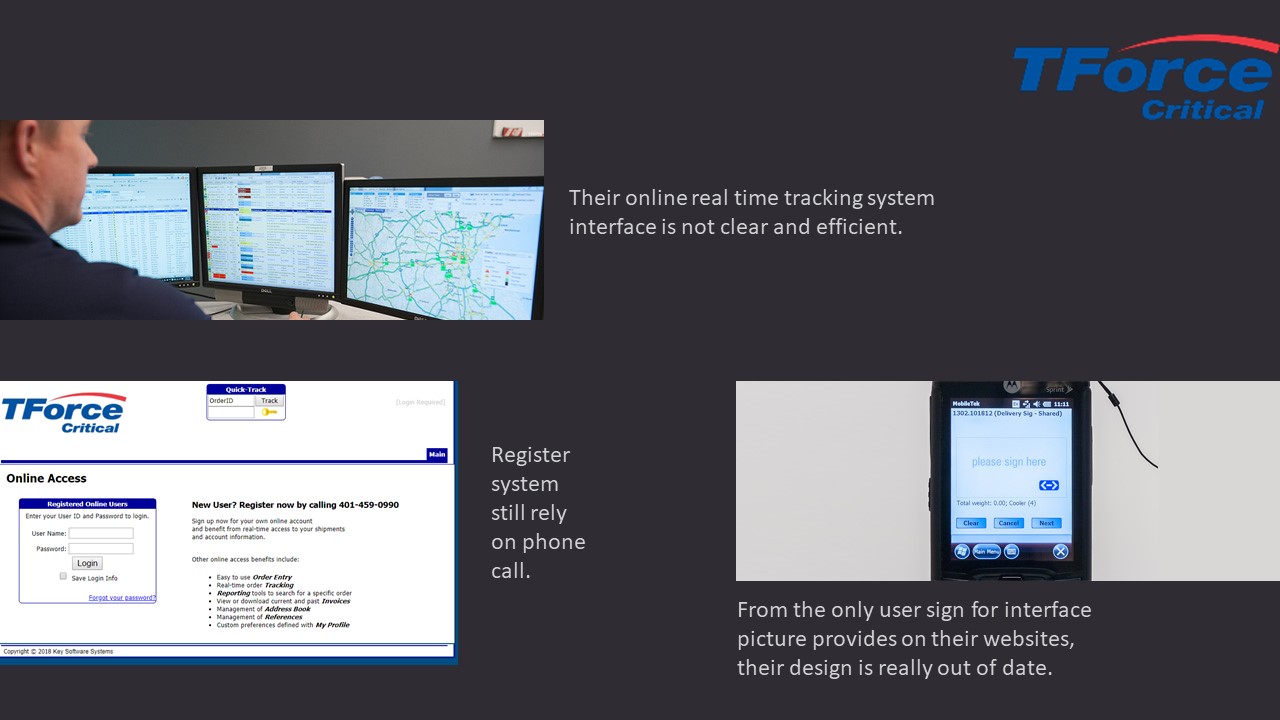 TForce
Critical
Their online real time tracking system
interface is not clear and efficient.
DELL
TForce
Critical
Quick-Track
OrderID
Track
[Login Required]
Main
Online Access
Registered Online Users
Enter your User ID and Password to login.
User Name:
Password:
Login
Save Login Info
Forgot your password?
New User? Register now by calling 401-459-0990
Sign up now for your own online account
and benefit from real-time access to your shipments
and account information.
Other online access benefits include:
• Easy to use Order Entry
• Real-time order Tracking
• Reporting tools to search for a specific order
• View or download current and past Invoices
• Management of Address Book
• Management of References
• Custom preferences defined with My Profile
Copyright © 2018 Key Software Systems
Register
system
still rely
on phone
call.
Sprint
MobileTek 11:11
1302.101812 (Delivery Sig - Shared)
please sign here
Total weight: 0.00; Cooler (4)
Clear Cancel Next
Main Menu
From the only user sign for interface
picture provides on their websites,
their design is really out of date.